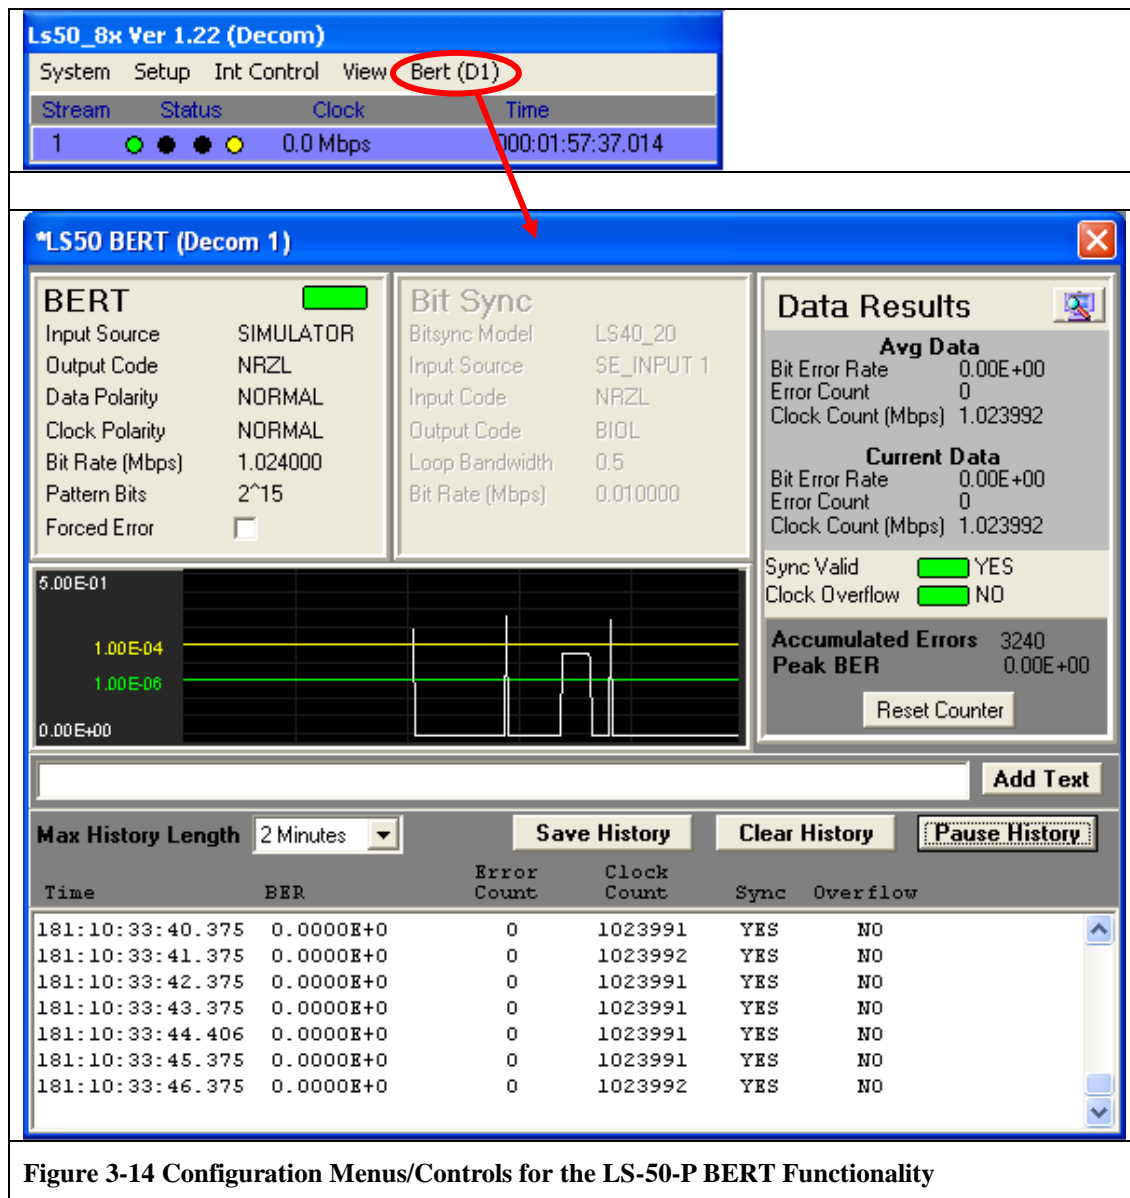 Ls50_8x Ver 1.22 (Decom)
System Setup Int Control View Bert (D1)
Stream Status Clock Time
1 0.0 Mbps 000:01:57:37.014
*LS50 BERT (Decom 1)
BERT
Input Source SIMULATOR
Output Code NRZL
Data Polarity NORMAL
Clock Polarity NORMAL
Bit Rate (Mbps) 1.024000
Pattern Bits 2^15
Forced Error
Bit Sync
Bitsync Model LS40_20
Input Source SE_INPUT 1
Input Code NRZL
Output Code BIOL
Loop Bandwidth 0.5
Bit Rate (Mbps) 0.010000
Data Results
Avg Data
Bit Error Rate 0.00E+00
Error Count 0
Clock Count (Mbps) 1.023992
Current Data
Bit Error Rate 0.00E+00
Error Count 0
Clock Count (Mbps) 1.023992
Sync Valid YES
Clock Overflow NO
Accumulated Errors 3240
Peak BER 0.00E+00
Reset Counter
5.00E-01
1.00E-04
1.00E-06
0.00E+00
Add Text
Max History Length 2 Minutes Save History Clear History Pause History
Time BER Error Count Clock Count Sync Overflow
181:10:33:40.375 0.0000E+0 0 1023991 YES NO
181:10:33:41.375 0.0000E+0 0 1023992 YES NO
181:10:33:42.375 0.0000E+0 0 1023991 YES NO
181:10:33:43.375 0.0000E+0 0 1023991 YES NO
181:10:33:44.406 0.0000E+0 0 1023991 YES NO
181:10:33:45.375 0.0000E+0 0 1023991 YES NO
181:10:33:46.375 0.0000E+0 0 1023992 YES NO
Figure 3-14 Configuration Menus/Controls for the LS-50-P BERT Functionality